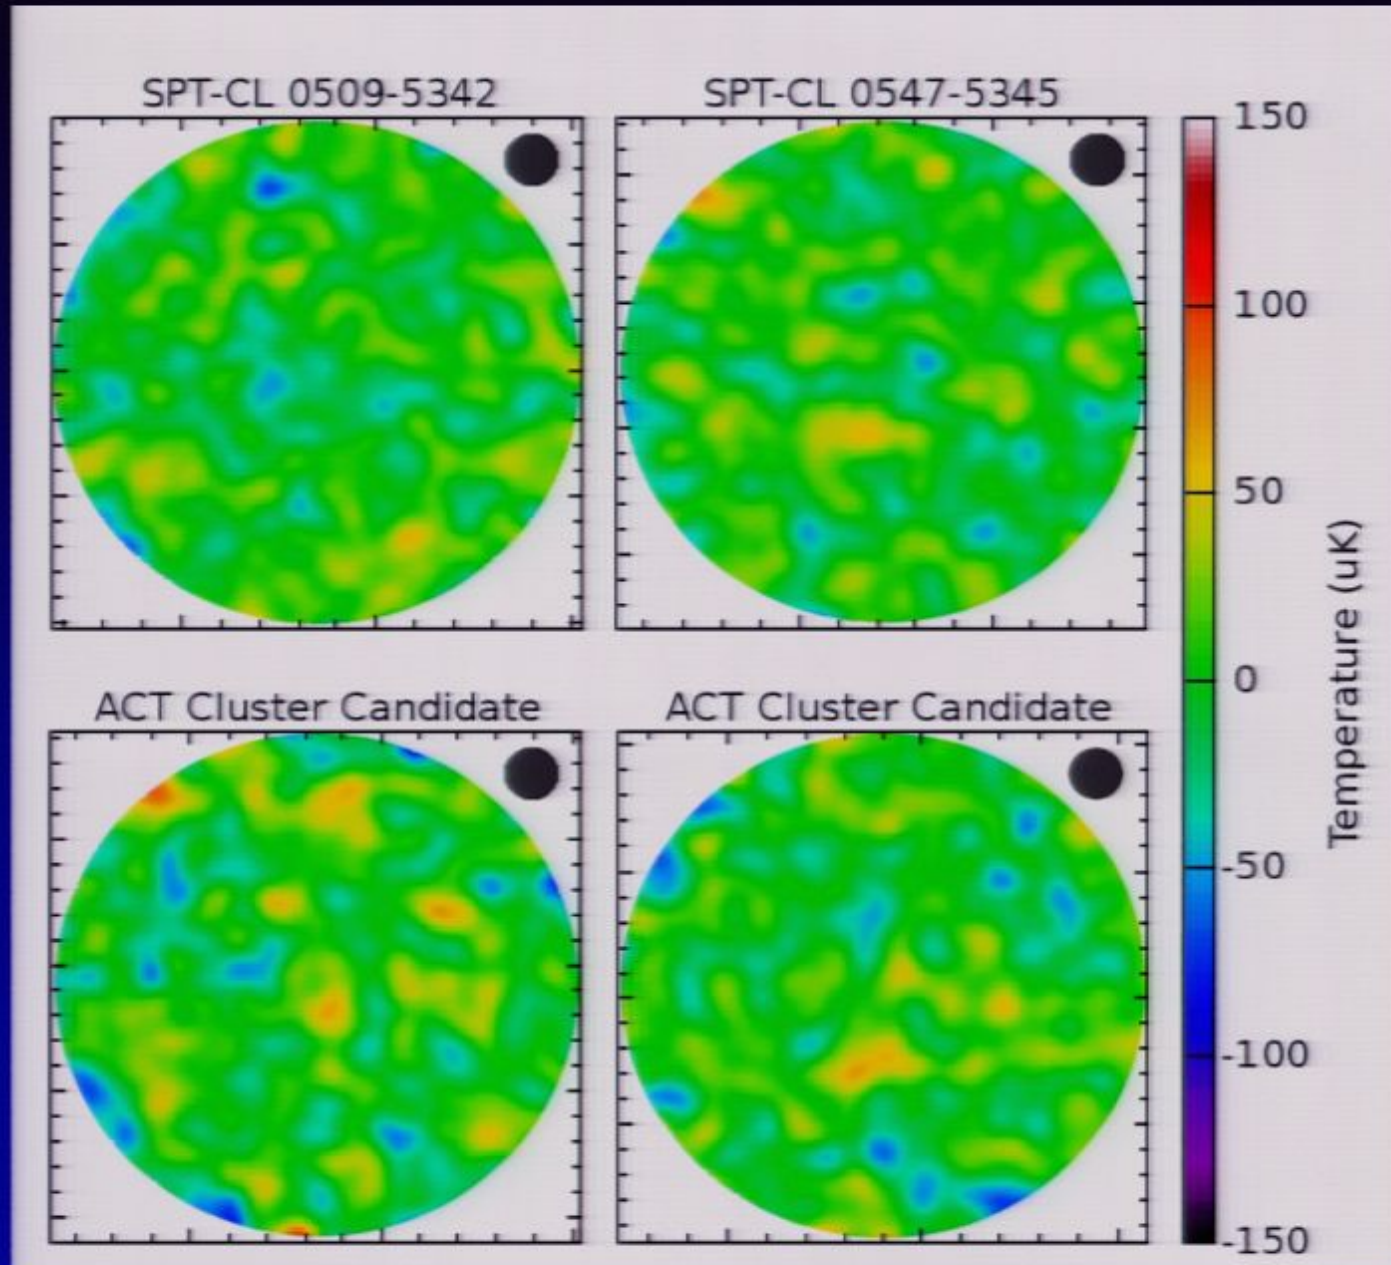 SPT-CL 0509-5342
SPT-CL 0547-5345
150
100
50
0
-50
-100
-150
Temperature (uK)
ACT Cluster Candidate
ACT Cluster Candidate